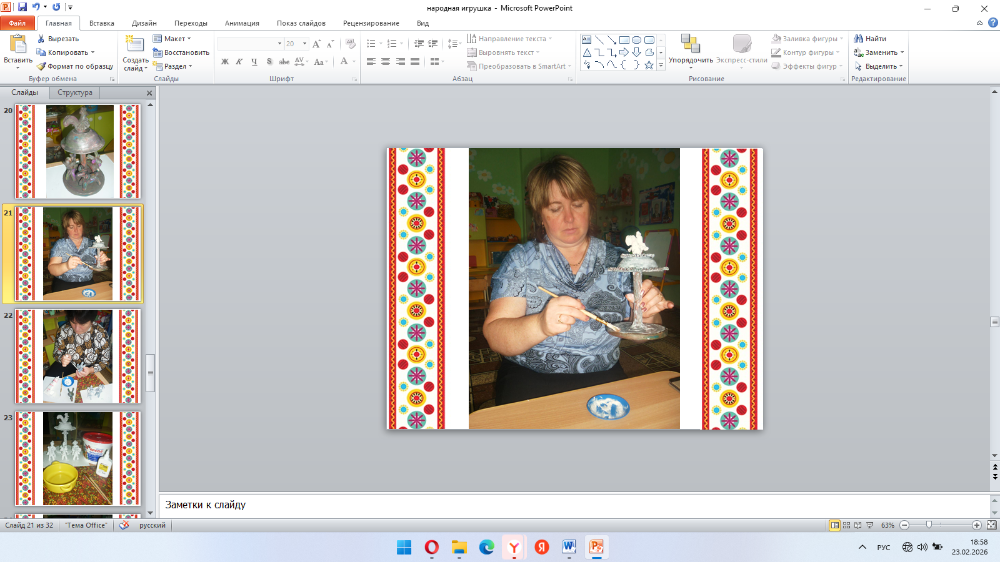 народная игрушка - Microsoft PowerPoint
Файл Главная Вставка Дизайн Переходы Анимация Показ слайдов Рецензирование Вид
Вставить
Вырезать
Копировать
Формат по образцу
Буфер обмена
Создать слайд
Макет
Восстановить
Раздел
Слайды
20
Ж К Ч S abc AV Aa А
Шрифт
Направление текста
Выровнять текст
Преобразовать в SmartArt
Абзац
Упорядочить
Экспресс-стили
Заливка фигуры
Контур фигуры
Эффекты фигур
Рисование
Найти
Заменить
Выделить
Редактирование
Слайды Структура
20
21
22
23
Заметки к слайду
Слайд 21 из 32 "Тема Office" русский 63%
РУС
18:58
23.02.2026